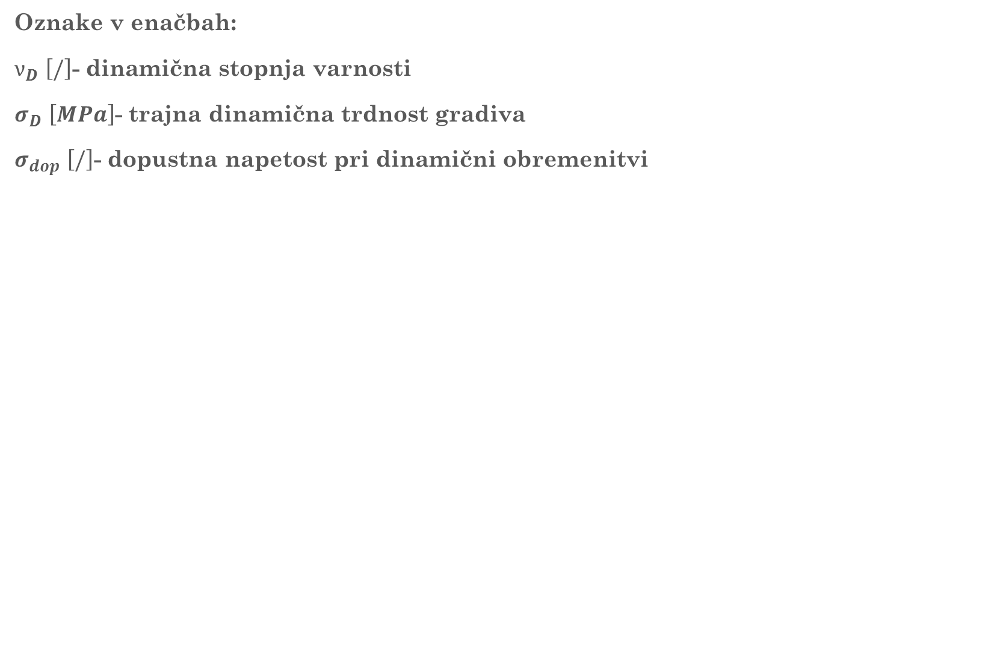 Oznake v enačbah:
ν_D [/]- dinamična stopnja varnosti
σ_D [MPa]- trajna dinamična trdnost gradiva
σ_dop [/]- dopustna napetost pri dinamični obremenitvi